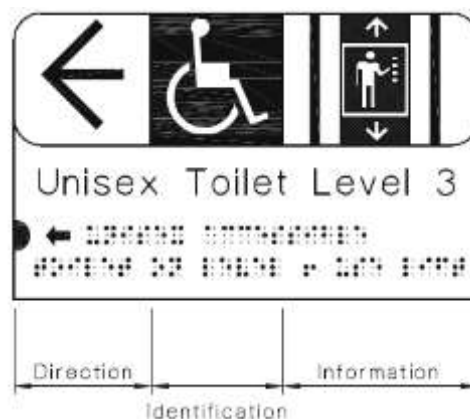 Unisex Toilet Level 3
Direction
Information
Identification